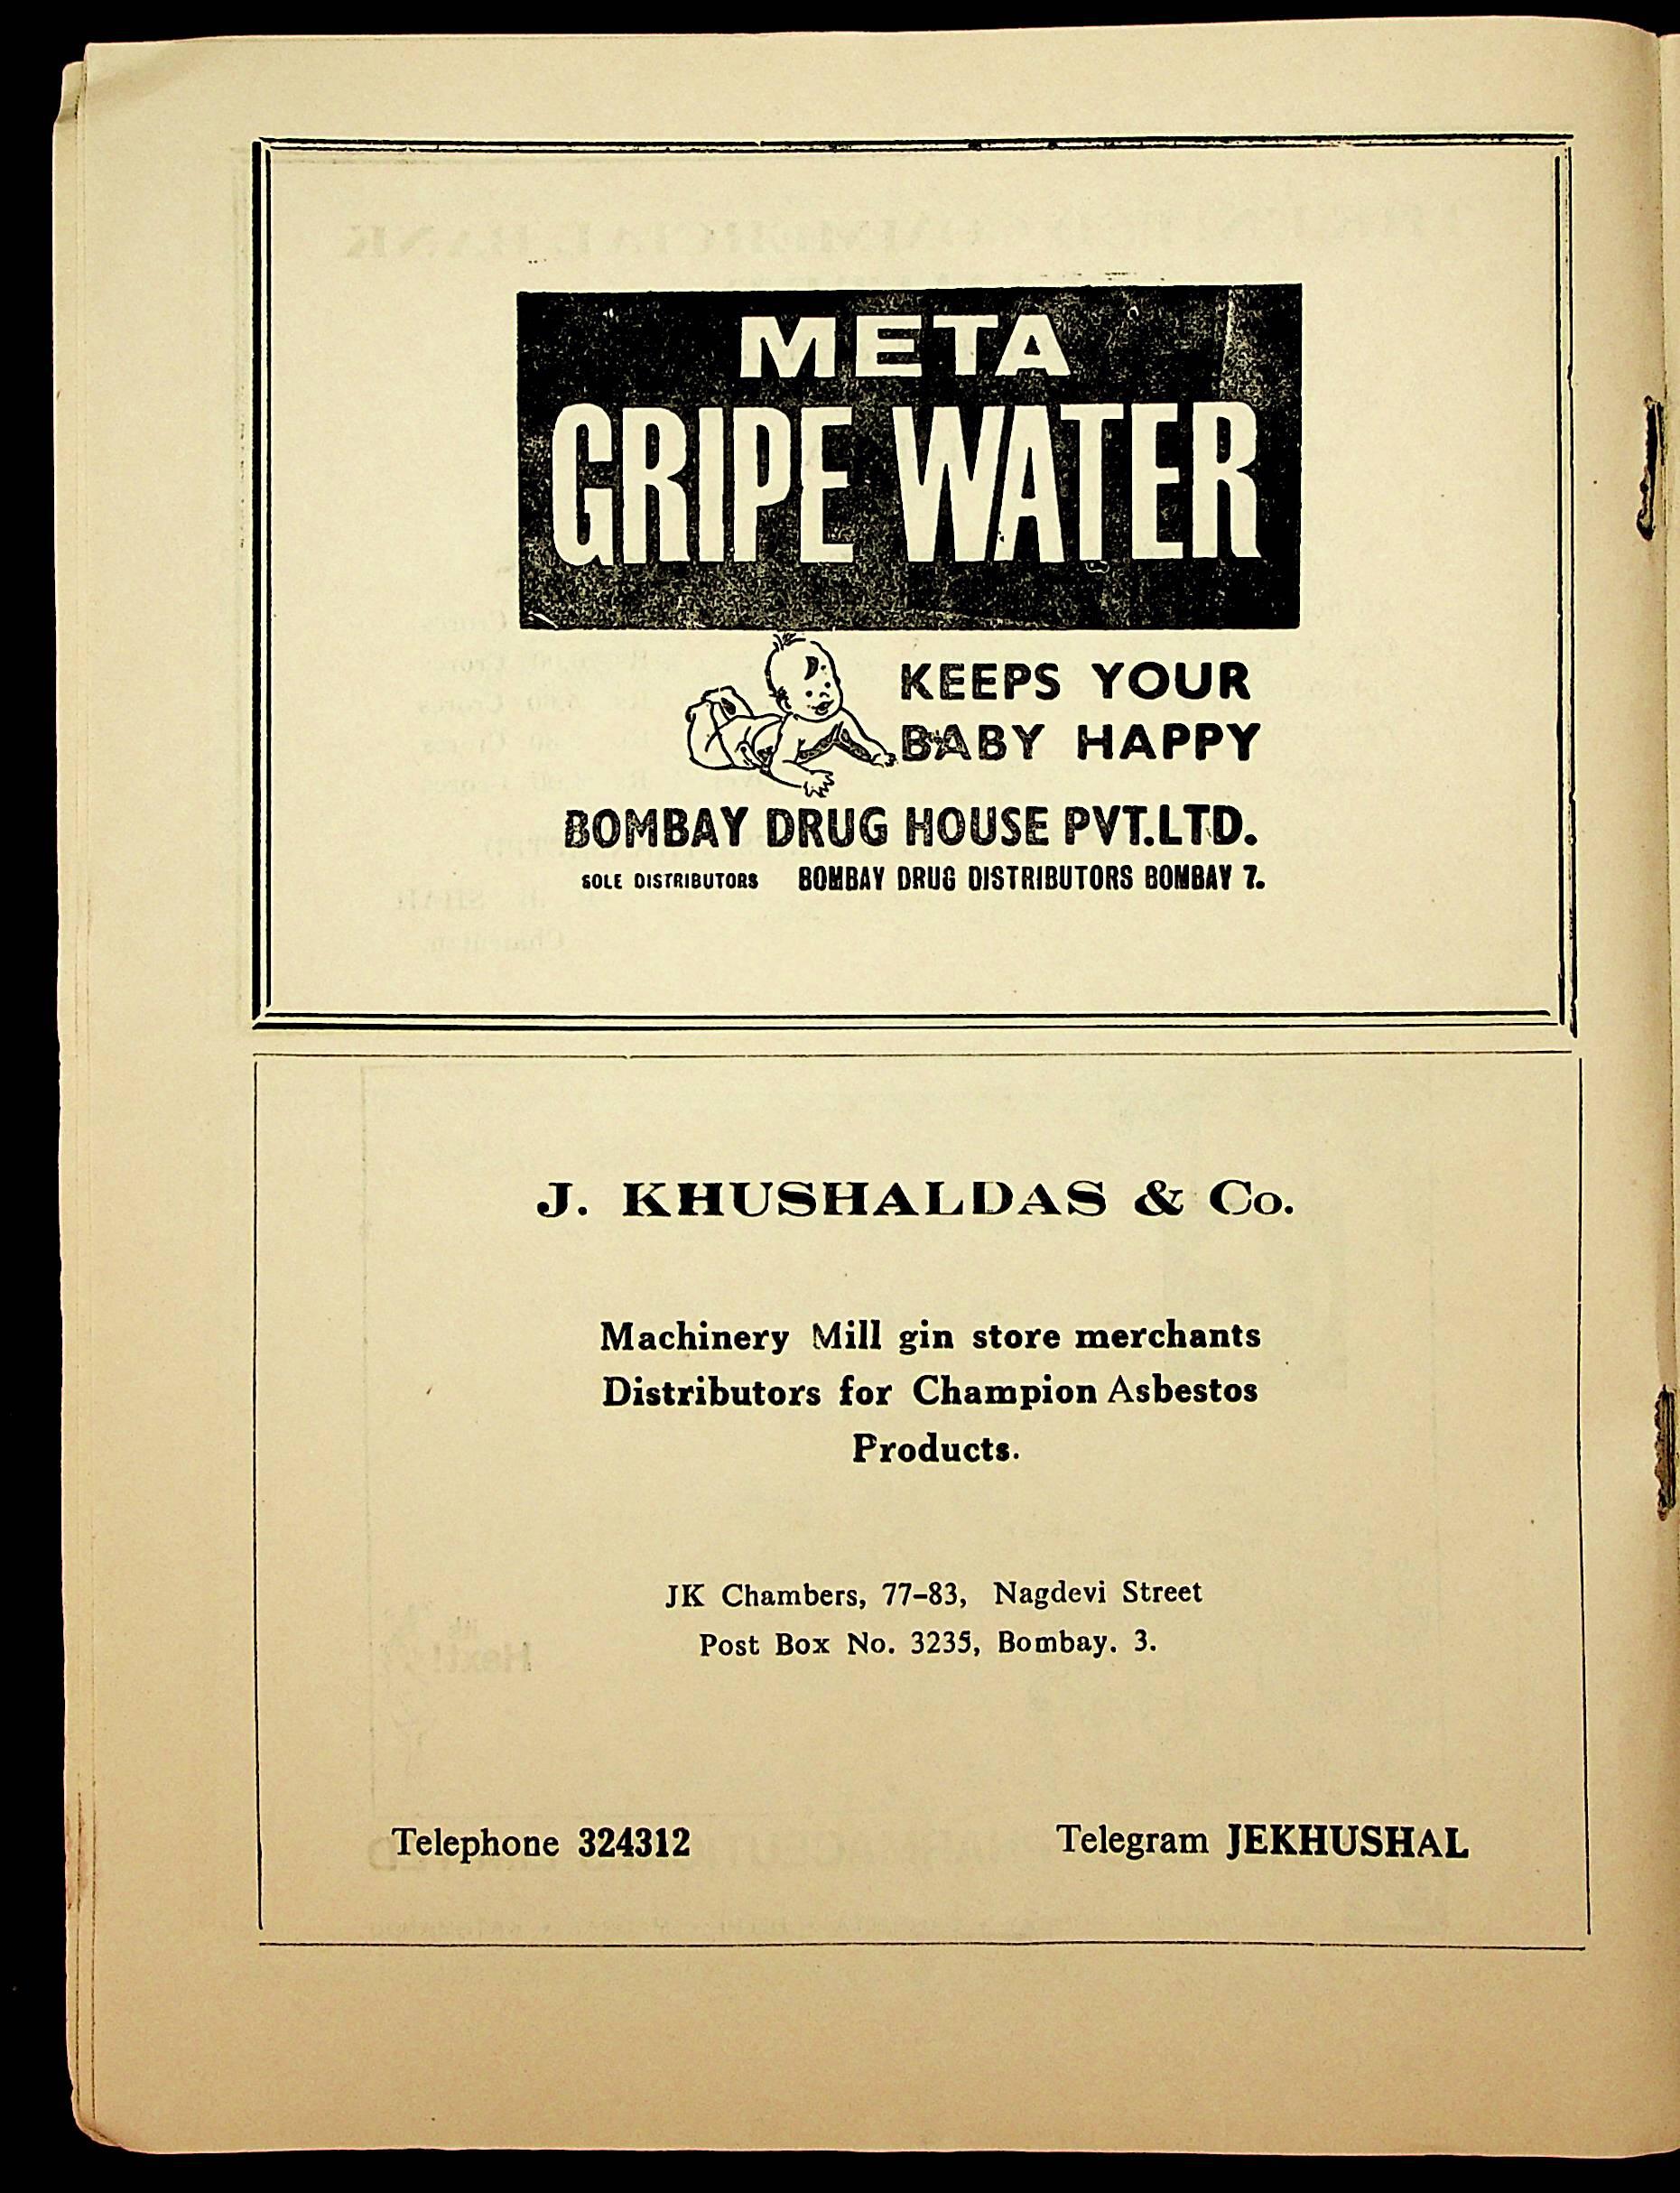 META
GRIPE WATER
KEEPS YOUR
BABY HAPPY
BOMBAY DRUG HOUSE PVT.LTD.
SOLE DISTRIBUTORS BOMBAY DRUG DISTRIBUTORS BOMBAY 7.
J. KHUSHALDAS & Co.
Machinery Mill gin store merchants
Distributors for Champion Asbestos
Products.
JK Chambers, 77-83, Nagdevi Street
Post Box No. 3235, Bombay. 3.
Telephone 324312 Telegram JEKHUSHAL